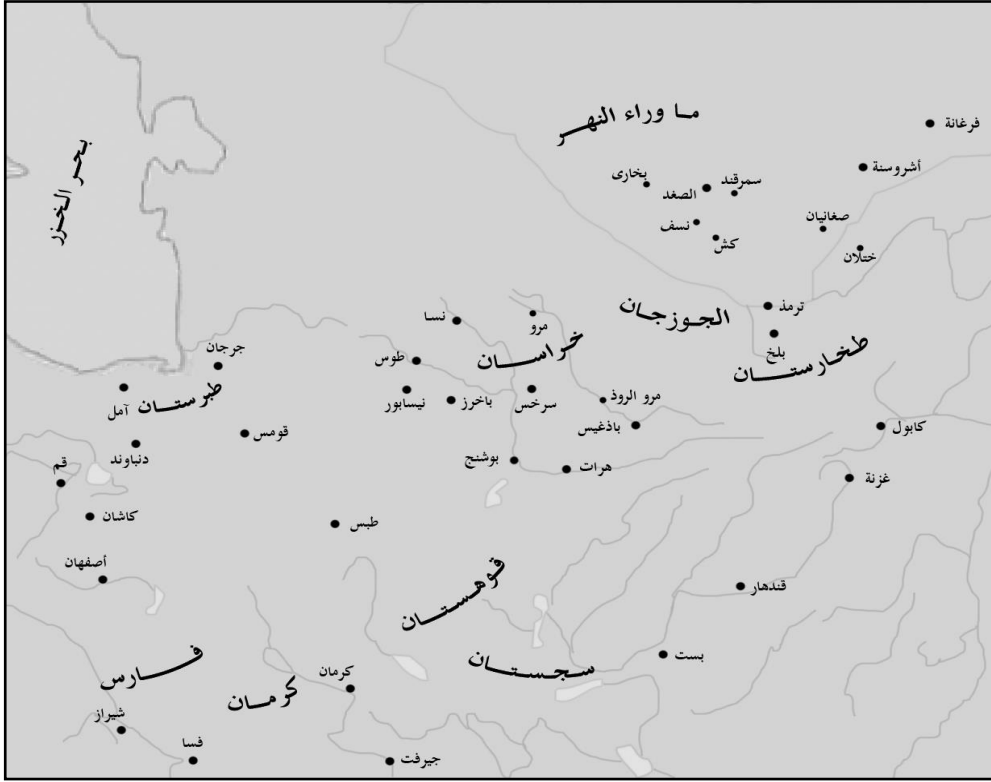 ما وراء النهر
فرغانة
أشروسنة
بحر الخزر
بخارى
سمرقند
الصغد
نسف
كش
صغانيان
ختلان
ترمذ
بلخ
الجوزجان
طخارستان
نسا
مرو
خراسان
جرجان
طوس
طبرستان
آمل
نيسابور
باخرز
سرخس
مرو الروذ
باذغيس
كابول
قومس
دنباوند
بوشنج
هرات
غزنة
قم
كاشان
طبس
أصفهان
قوهستان
قندهار
سجستان
بست
فارس
كرمان
كرمان
شيراز
فسا
جيرفت